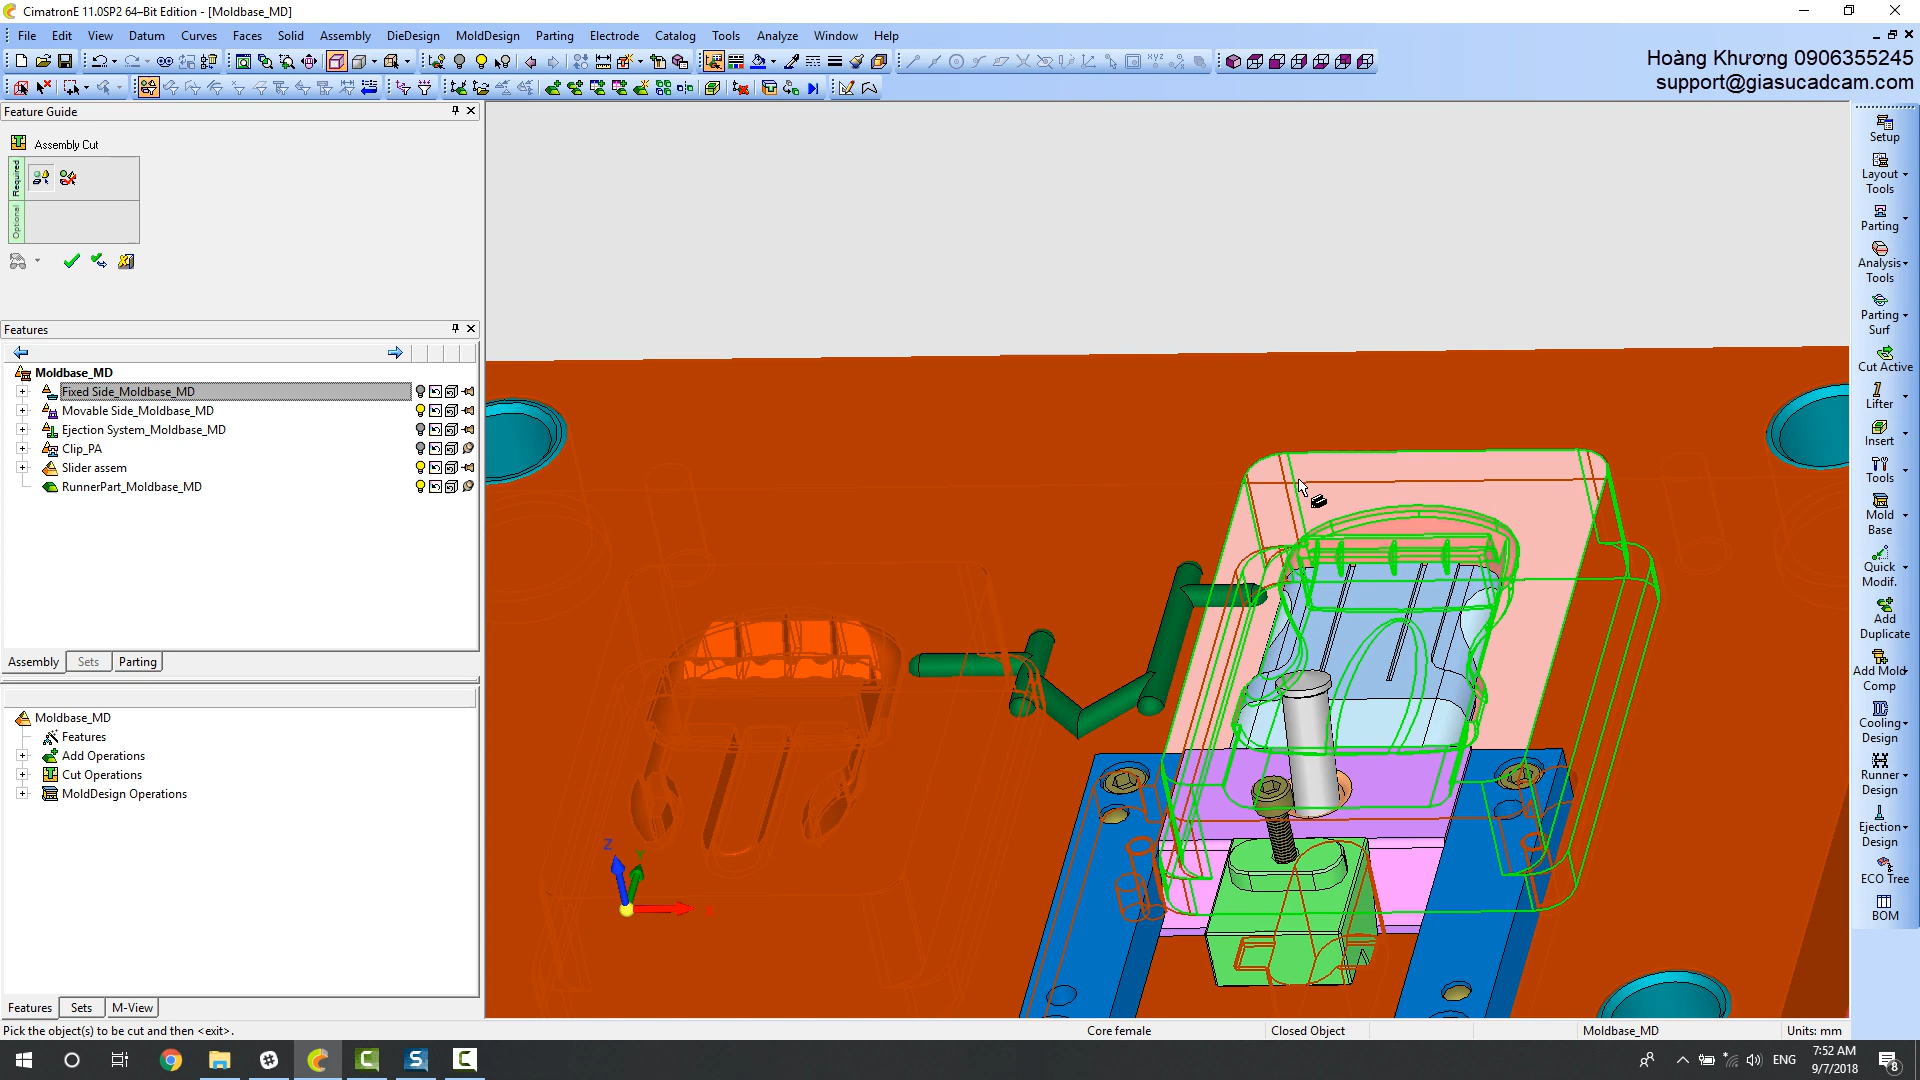 CimatronE 11.0SP2 64–Bit Edition - [Moldbase_MD]
File Edit View Datum Curves Faces Solid Assembly DieDesign MoldDesign Parting Electrode Catalog Tools Analyze Window Help
Hoàng Khương 0906355245
support@giasucadcam.com
Feature Guide
Assembly Cut
Required
Optional
Features
Moldbase_MD
Fixed Side_Moldbase_MD
Movable Side_Moldbase_MD
Ejection System_Moldbase_MD
Clip_PA
Slider assem
RunnerPart_Moldbase_MD
Assembly Sets Parting
Moldbase_MD
Features
Add Operations
Cut Operations
MoldDesign Operations
Features Sets M-View
Z
X
Setup
Layout
Tools
Parting
Analysis
Tools
Parting
Surf
Cut Active
Lifter
Insert
Tools
Mold
Base
Quick
Modif.
Add
Duplicate
Add Mold
Comp
Cooling
Design
Runner
Design
Ejection
Design
ECO Tree
BOM
Pick the object(s) to be cut and then <exit>.
Core female
Closed Object
Moldbase_MD
Units: mm
ENG
7:52 AM
9/7/2018
8